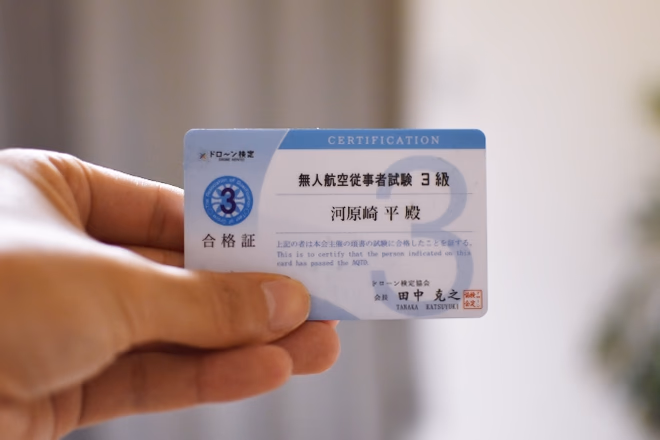 CERTIFICATION
ドローン検定
無人航空従事者試験 3 級
3
河原崎 平 殿
合格証
上記の者は本会主催の頭書の試験に合格したことを証する。
This is to certify that the person indicated on this
card has passed the
ドローン検定協会
会長 田中 克之
TANAKA KATSUYUKI